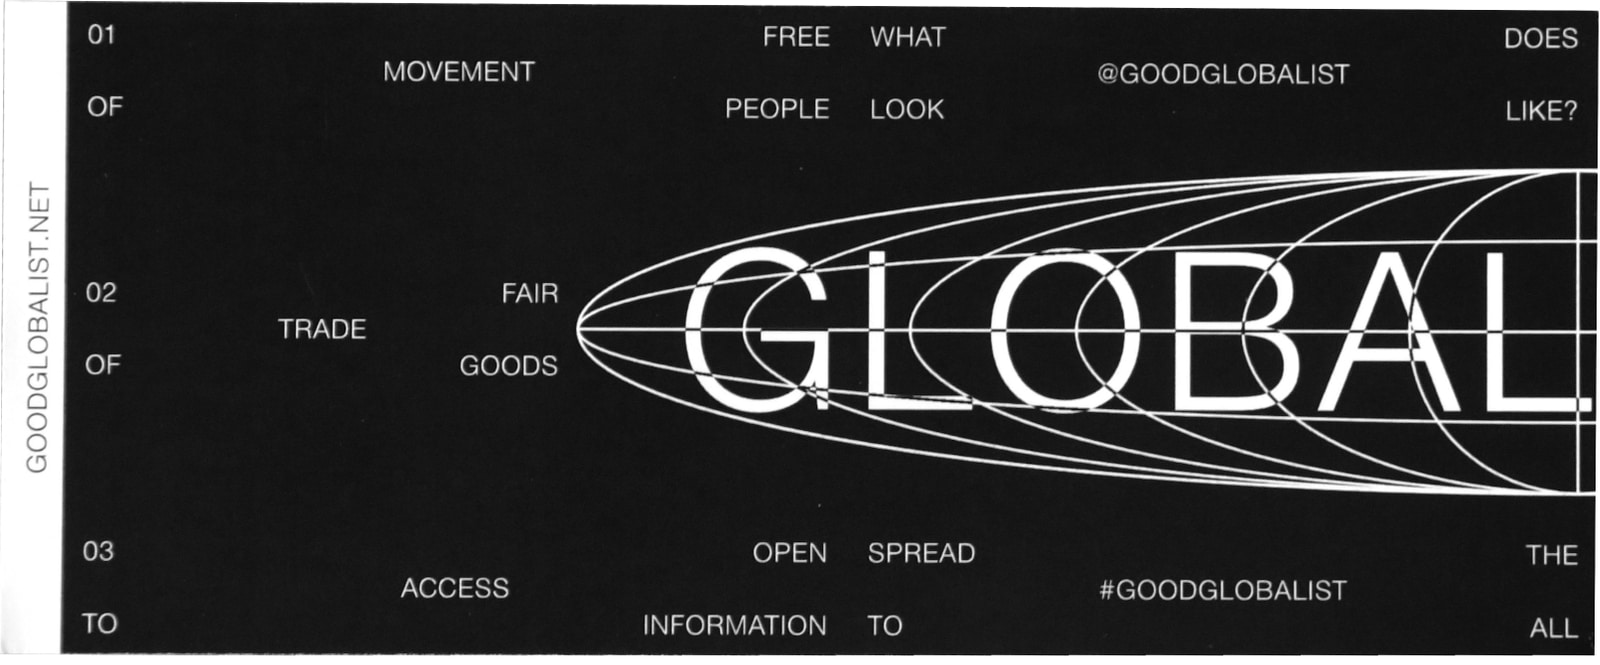 GOODGLOBALIST.NET
01 FREE WHAT DOES
MOVEMENT @GOODGLOBALIST
OF PEOPLE LOOK LIKE?
02 FAIR
TRADE
OF GOODS
GLOBAL
03 OPEN SPREAD THE
ACCESS #GOODGLOBALIST
TO INFORMATION TO ALL